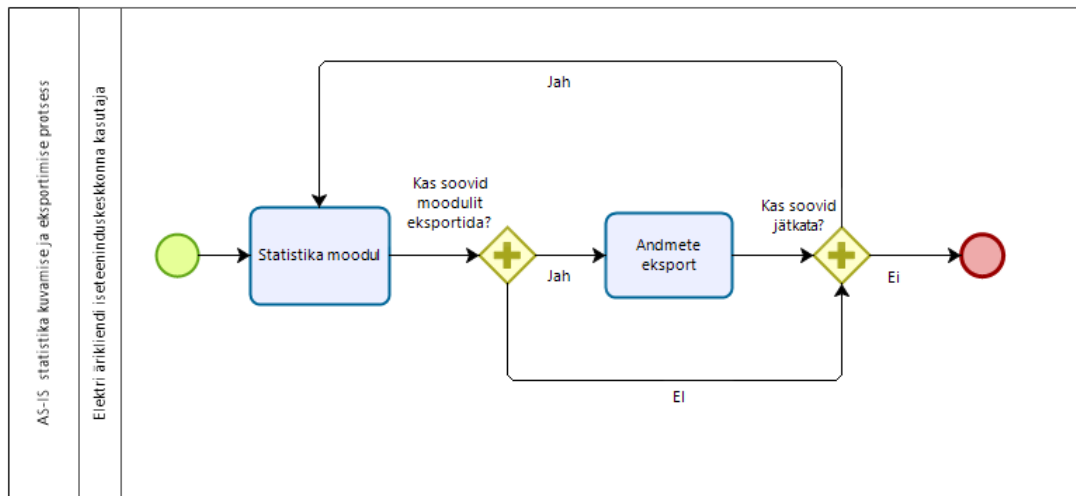 AS-IS statistika kuvamise ja eksportimise protsess
Elektri ärikliendi iseteeninduskeskkonna kasutaja
Jah
Kas soovid
moodulit
eksportida?
Kas soovid
jätkata?
Statistika moodul
Andmete
eksport
Jah
Ei
EI